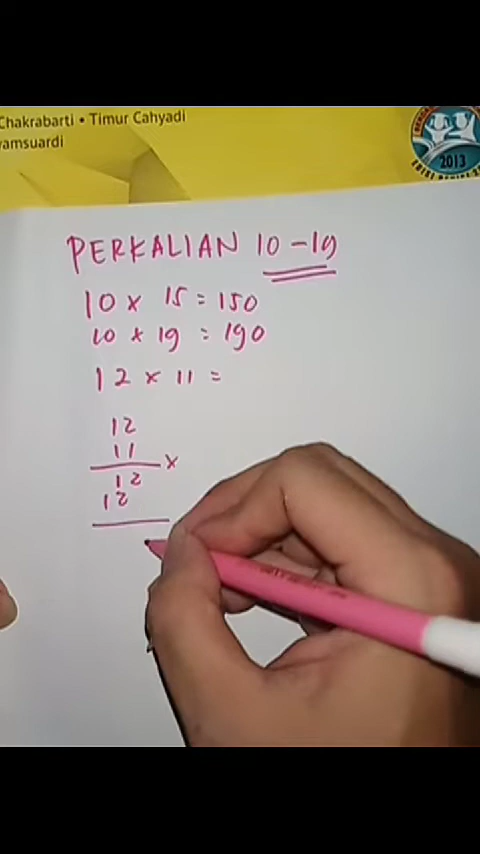 Chakrabarti • Timur Cahyadi
yamsuardi
2013
PERKALIAN 10-19
10 x 15 = 150
10 x 19 = 190
12 x 11 =
12
11
x
12
12